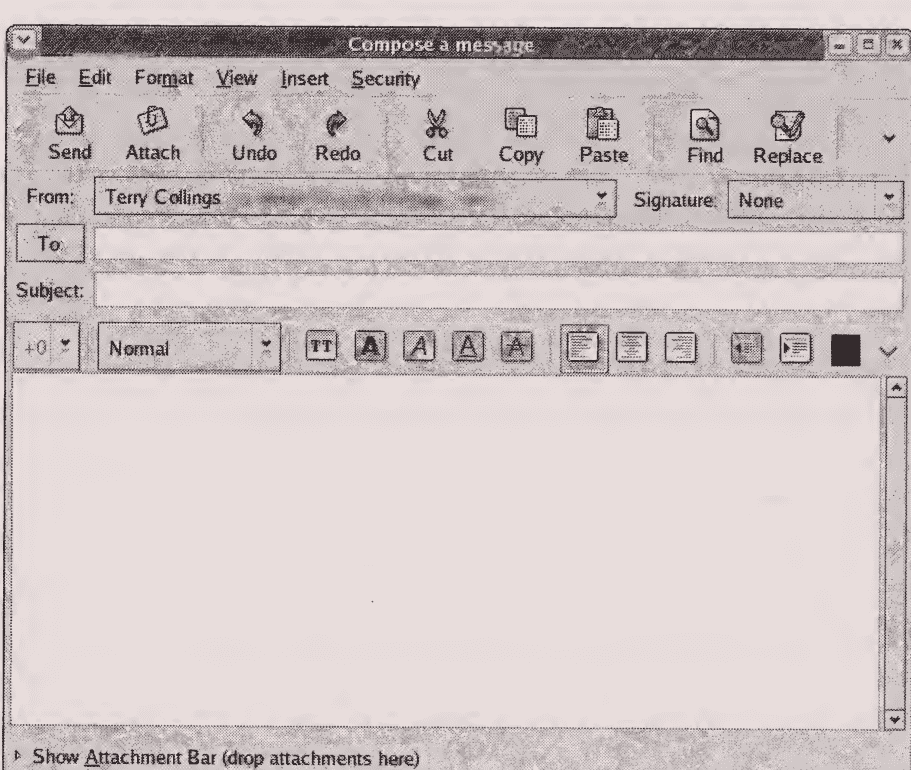 Compose a message
File Edit Format View Insert Security
Send Attach Undo Redo Cut Copy Paste Find Replace
From: Terry Collings Signature: None
To:
Subject:
+0 Normal TT A A A A
Show Attachment Bar (drop attachments here)